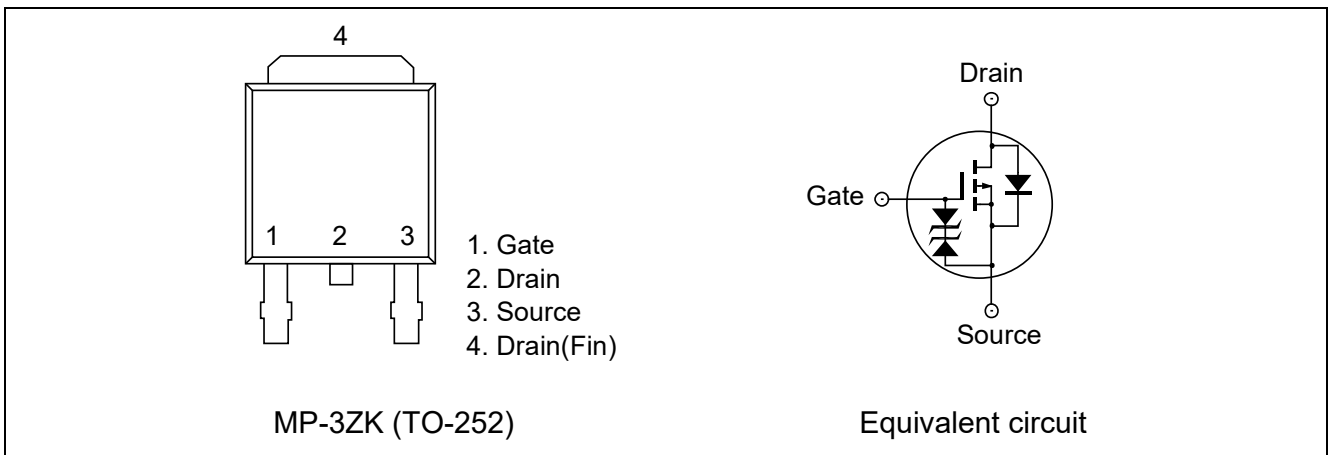 4
1 2 3
1. Gate
2. Drain
3. Source
4. Drain(Fin)
MP-3ZK (TO-252)
Drain
Gate
Source
Equivalent circuit